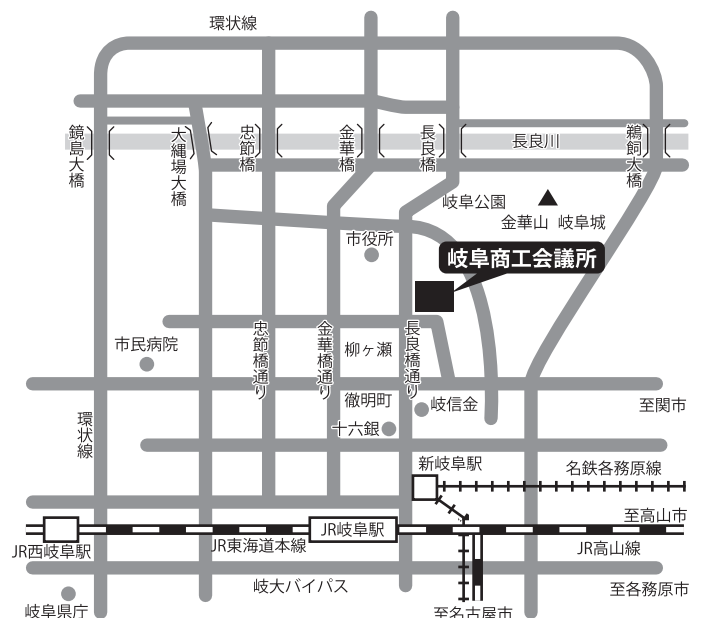 環状線
鏡島大橋
大縄場大橋
忠節橋
金華橋
長良橋
長良川
鵜飼大橋
岐阜公園
金華山 岐阜城
市役所
岐阜商工会議所
忠節橋通り
金華橋通り
長良橋通り
市民病院
柳ヶ瀬
徹明町
岐信金
十六銀
至関市
環状線
新岐阜駅
名鉄各務原線
至高山市
JR岐阜駅
JR西岐阜駅
JR東海道本線
JR高山線
岐大バイパス
至各務原市
岐阜県庁
至名古屋市